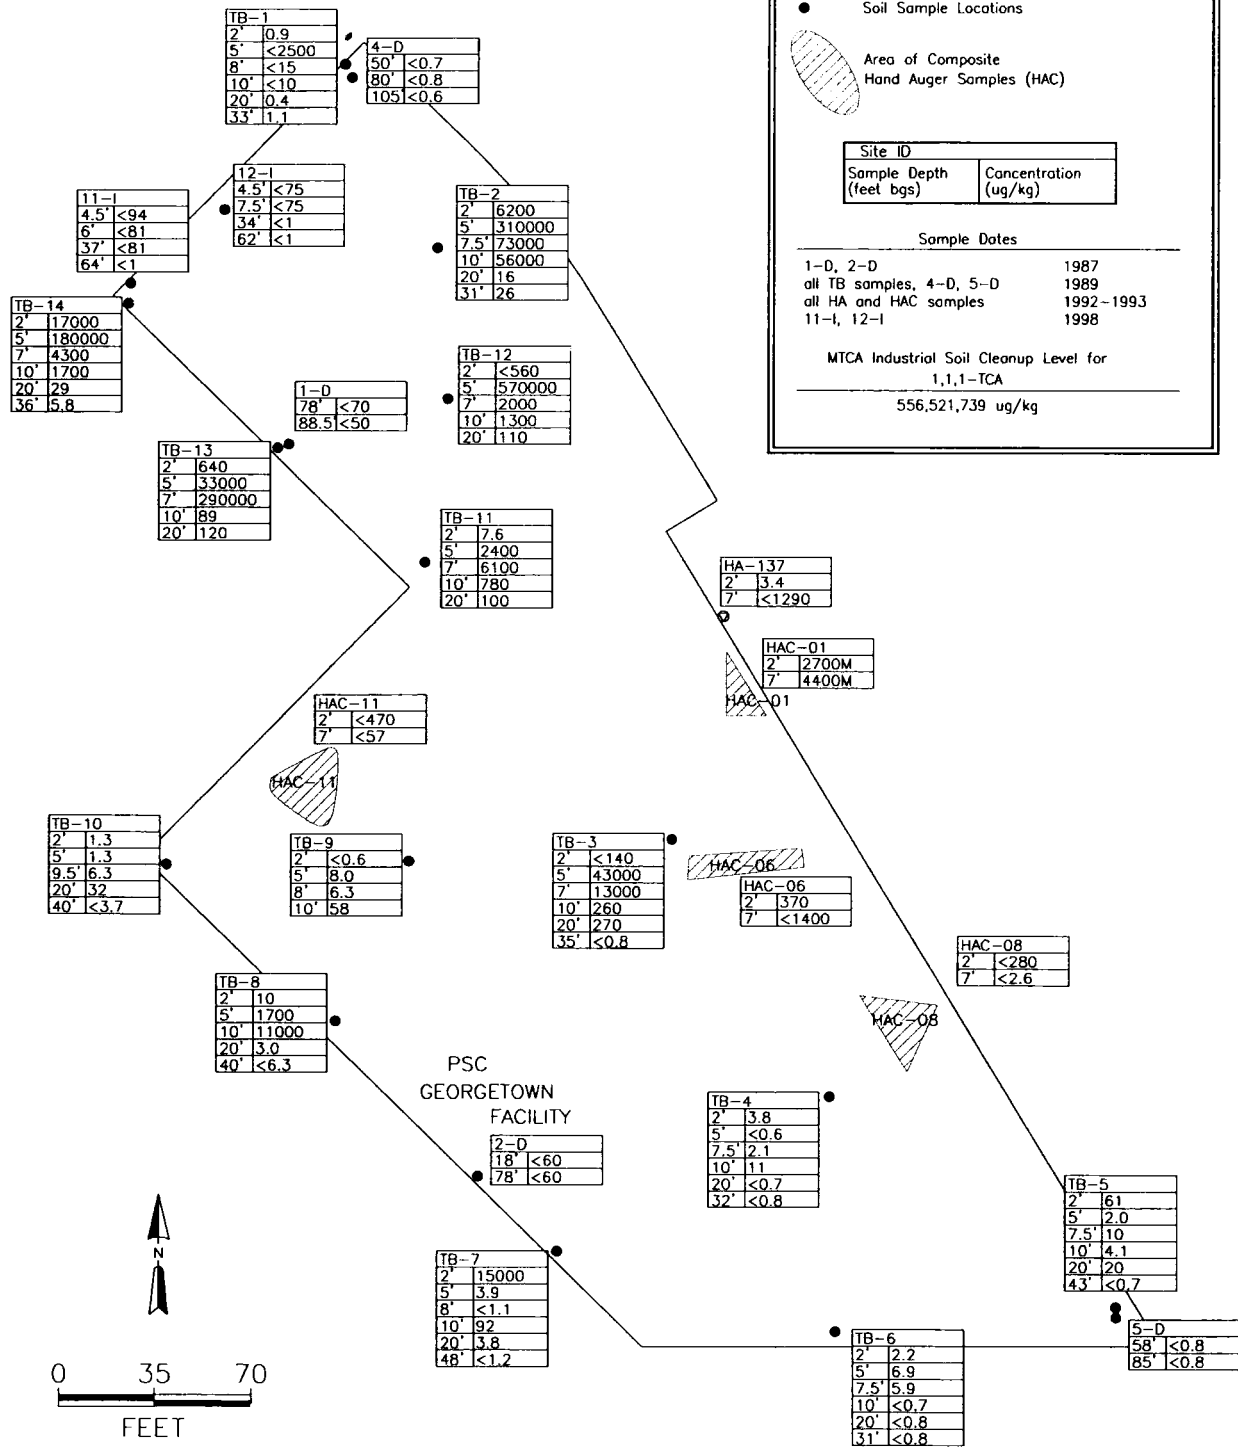 TB-1
2' 0.9
5' <2500
8' <15
10' <10
20' 0.4
33' 1.1
4-D
50' <0.7
80' <0.8
105' <0.6
Soil Sample Locations
Area of Composite
Hand Auger Samples (HAC)
Site ID
Sample Depth Concentration
(feet bgs) (ug/kg)
Sample Dates
1-D, 2-D 1987
all TB samples, 4-D, 5-D 1989
all HA and HAC samples 1992-1993
11-I, 12-I 1998
MTCA Industrial Soil Cleanup Level for
1,1,1-TCA
556,521,739 ug/kg
12-I
4.5' <75
7.5' <75
34' <1
62' <1
11-I
4.5' <94
6' <81
37' <81
64' <1
TB-2
2' 6200
5' 310000
7.5' 73000
10' 56000
20' 16
31' 26
TB-14
2' 17000
5' 180000
7' 4300
10' 1700
20' 29
36' 5.8
TB-12
2' <560
5' 570000
7' 2000
10' 1300
20' 110
1-D
78' <70
88.5' <50
TB-13
2' 640
5' 33000
7' 290000
10' 89
20' 120
TB-11
2' 7.6
5' 2400
7' 6100
10' 780
20' 100
HA-137
2' 3.4
7' <1290
HAC-01
2' 2700M
7' 4400M
HAC-01
HAC-11
2' <470
7' <57
HAC-11
TB-10
2' 1.3
5' 1.3
9.5' 6.3
20' 32
40' <3.7
TB-9
2' <0.6
5' 8.0
8' 6.3
10' 58
TB-3
2' <140
5' 43000
7' 13000
10' 260
20' 270
35' <0.8
HAC-06
HAC-06
2' 370
7' <1400
HAC-08
2' <280
7' <2.6
HAC-08
TB-8
2' 10
5' 1700
10' 11000
20' 3.0
40' <6.3
PSC
GEORGETOWN
FACILITY
2-D
18' <60
78' <60
TB-4
2' 3.8
5' <0.6
7.5' 2.1
10' 11
20' <0.7
32' <0.8
TB-5
2' 61
5' 2.0
7.5' 10
10' 4.1
20' 20
43' <0.7
TB-7
2' 15000
5' 3.9
8' <1.1
10' 92
20' 3.8
48' <1.2
5-D
58' <0.8
85' <0.8
TB-6
2' 2.2
5' 6.9
7.5' 5.9
10' <0.7
20' <0.8
31' <0.8
N
0 35 70
FEET